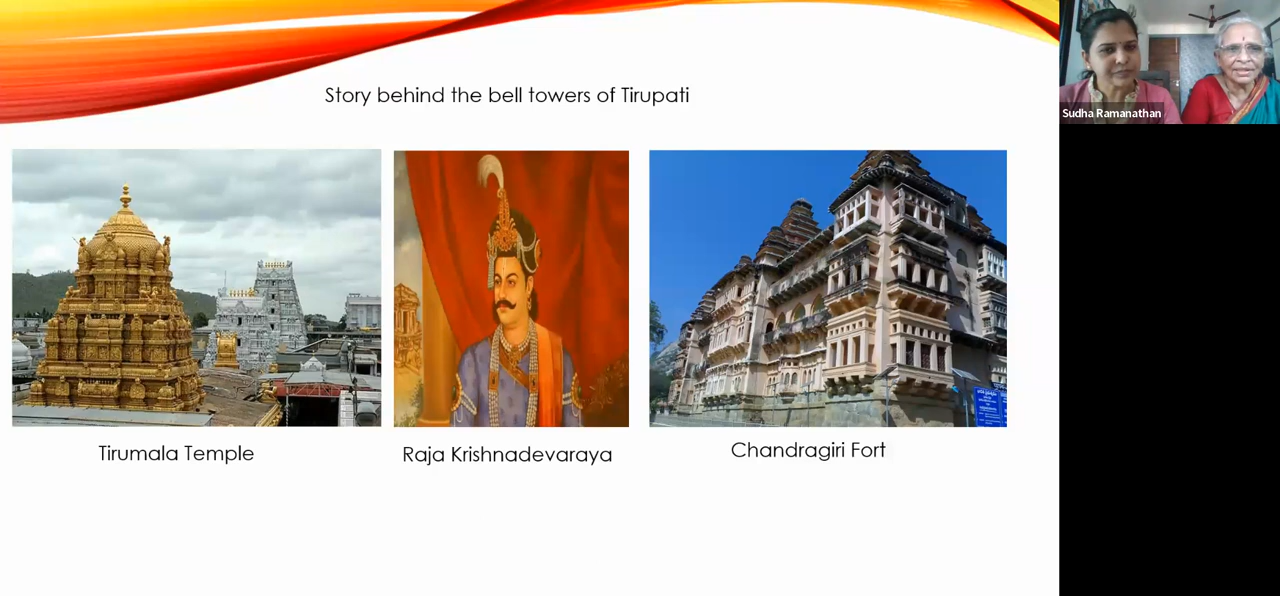 Story behind the bell towers of Tirupati
Sudha Ramanathan
Tirumala Temple
Raja Krishnadevaraya
Chandragiri Fort